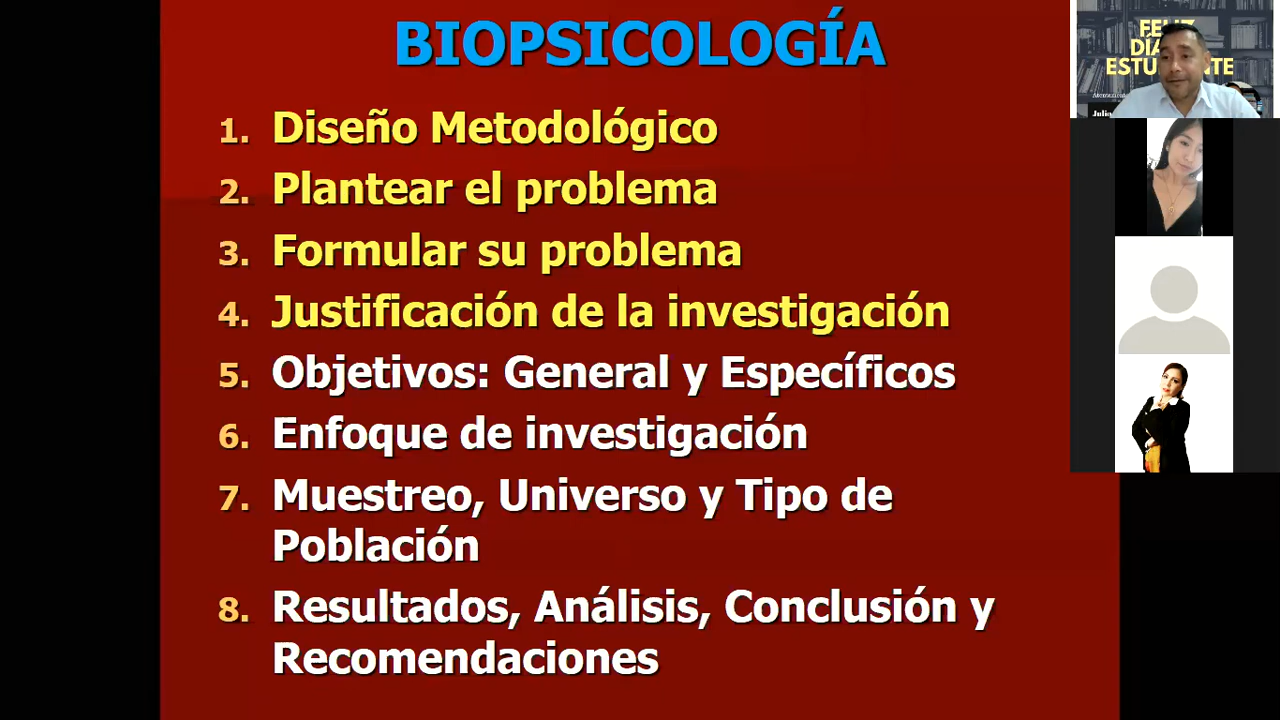 BIOPSICOLOGÍA
1. Diseño Metodológico
2. Plantear el problema
3. Formular su problema
4. Justificación de la investigación
5. Objetivos: General y Específicos
6. Enfoque de investigación
7. Muestreo, Universo y Tipo de
Población
8. Resultados, Análisis, Conclusión y
Recomendaciones
FELIZ